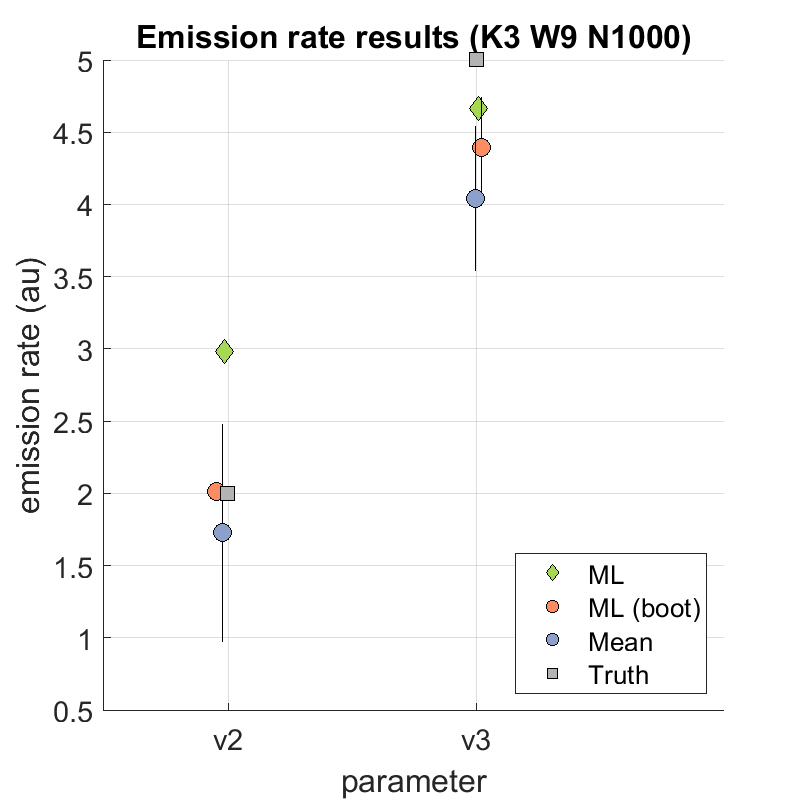 Emission rate results (K3 W9 N1000)
5
4.5
4
3.5
3
2.5
2
1.5
1
0.5
emission rate (au)
v2 v3
parameter
ML
ML (boot)
Mean
Truth